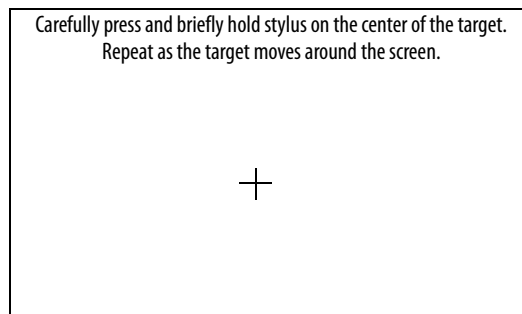 Carefully press and briefly hold stylus on the center of the target.
Repeat as the target moves around the screen.